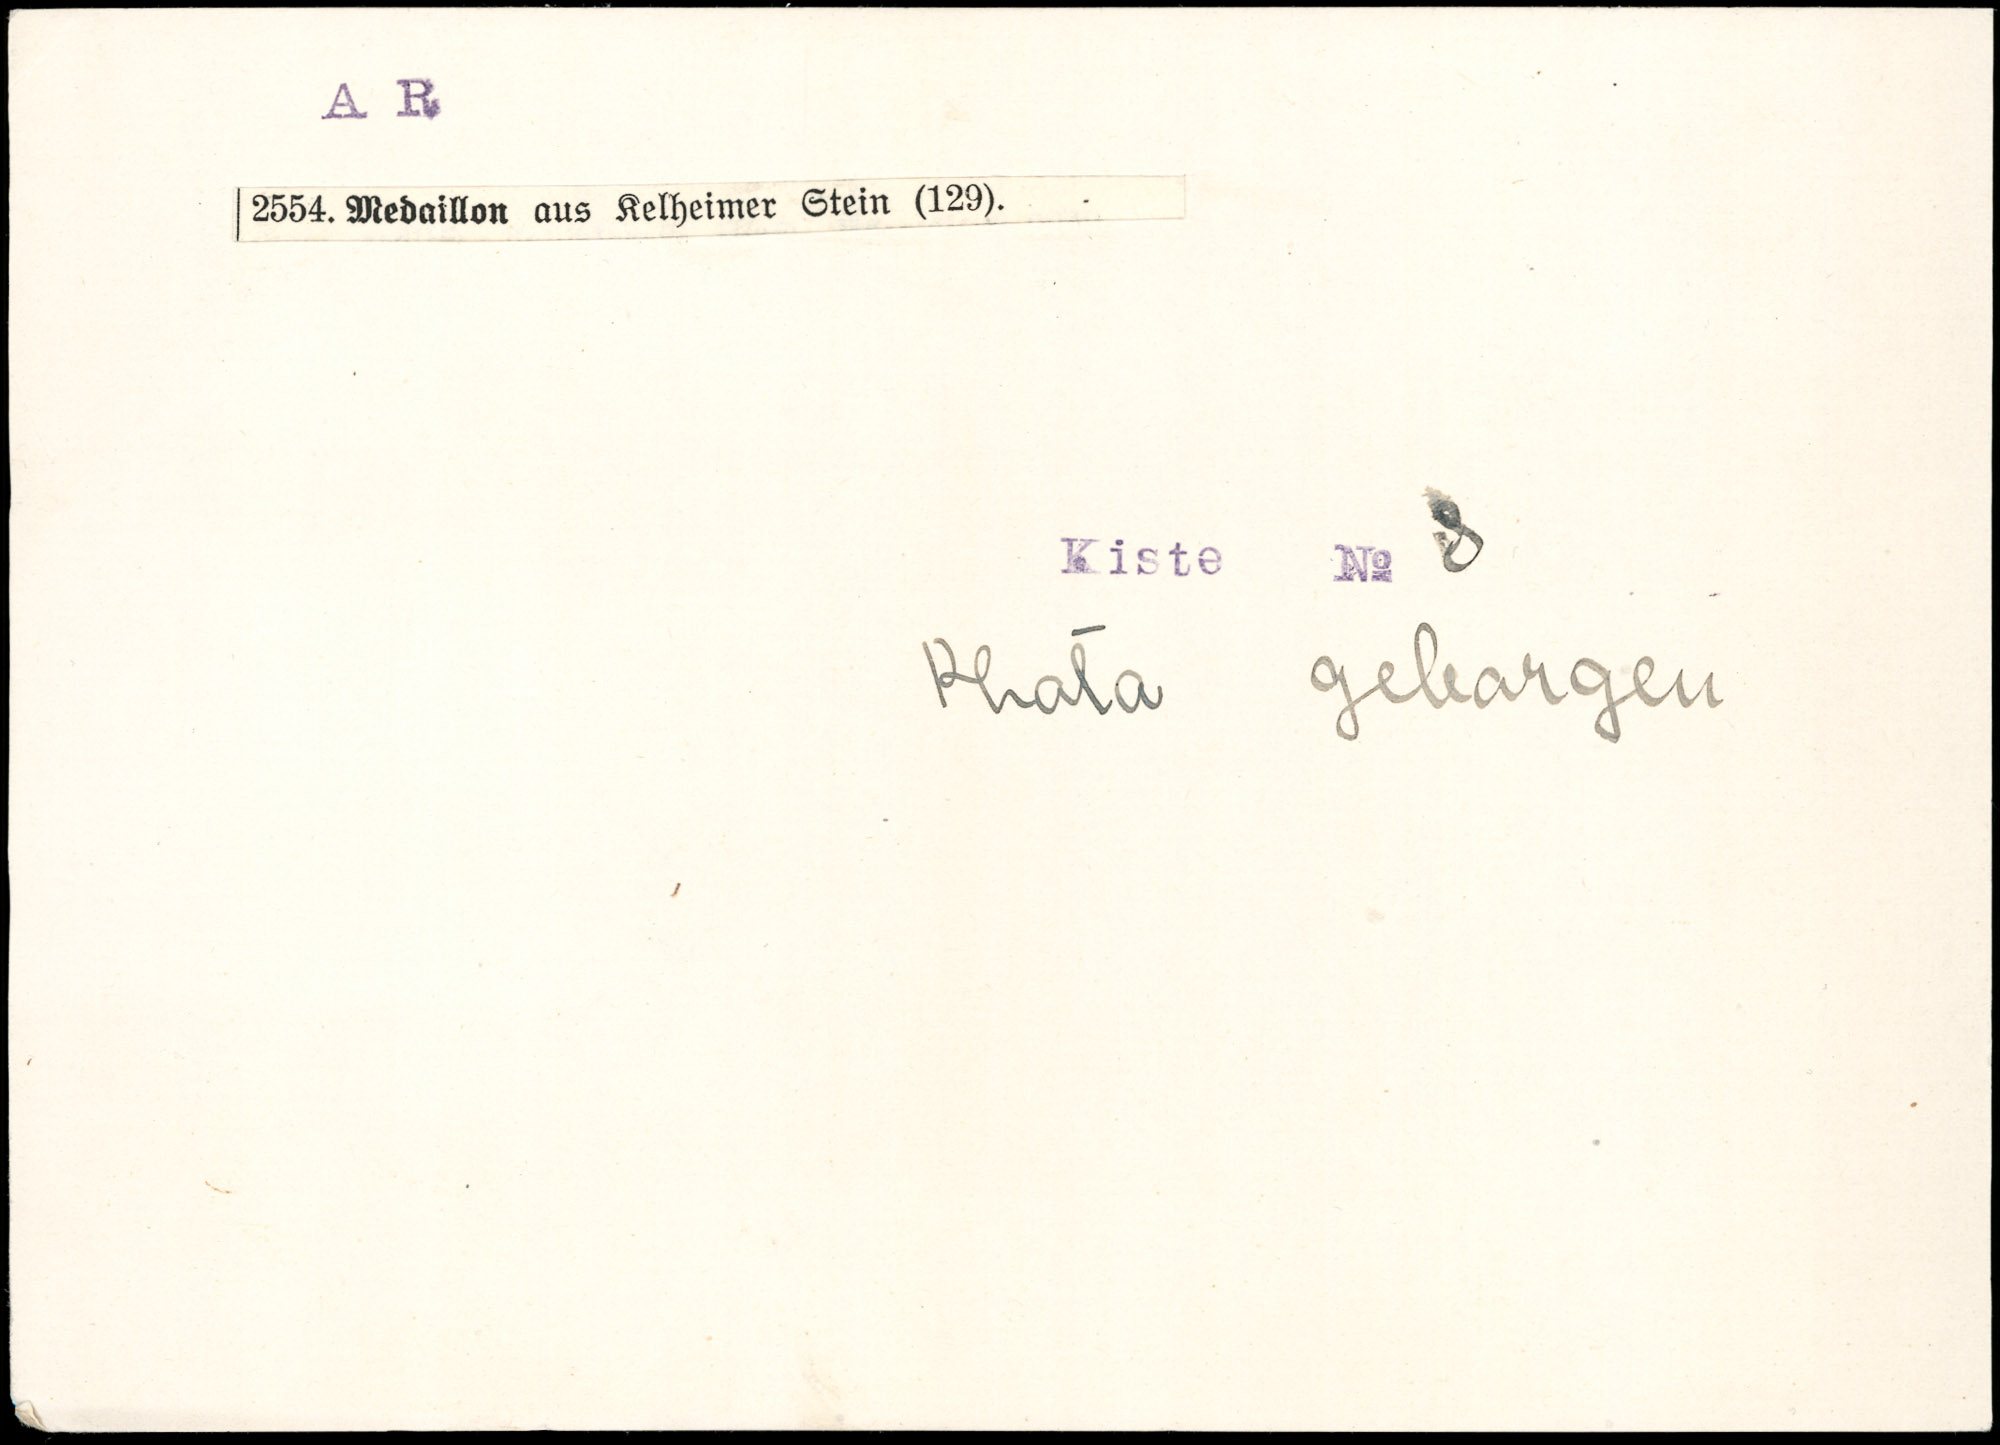 A R
2554. Medaillon aus Kelheimer Stein (129).
Kiste № 8
Photo geborgen